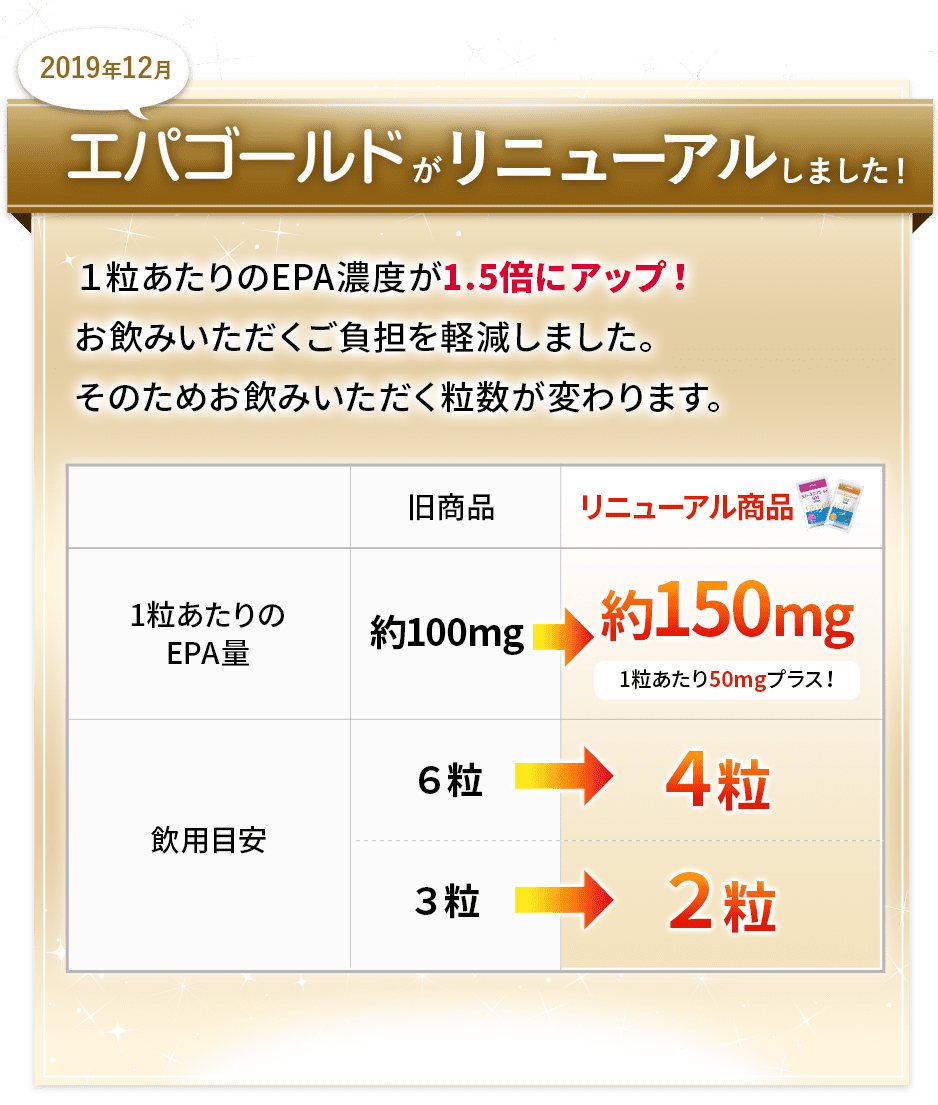 2019年12月
エパゴールドがリニューアルしました!
１粒あたりのEPA濃度が1.5倍にアップ！
お飲みいただくご負担を軽減しました。
そのためお飲みいただく粒数が変わります。
旧商品
リニューアル商品
1粒あたりの
EPA量
約100mg
約150mg
1粒あたり50mgプラス！
飲用目安
６粒
4粒
３粒
2粒